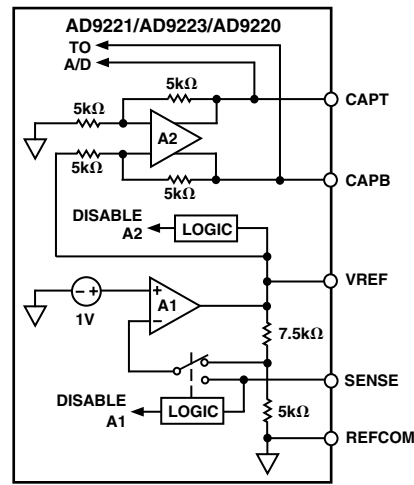 AD9221/AD9223/AD9220
TO
A/D
5kΩ
CAPT
5kΩ
A2
5kΩ
CAPB
5kΩ
DISABLE
A2
LOGIC
VREF
– +
+
A1
–
1V
7.5kΩ
SENSE
DISABLE
A1
LOGIC
5kΩ
REFCOM